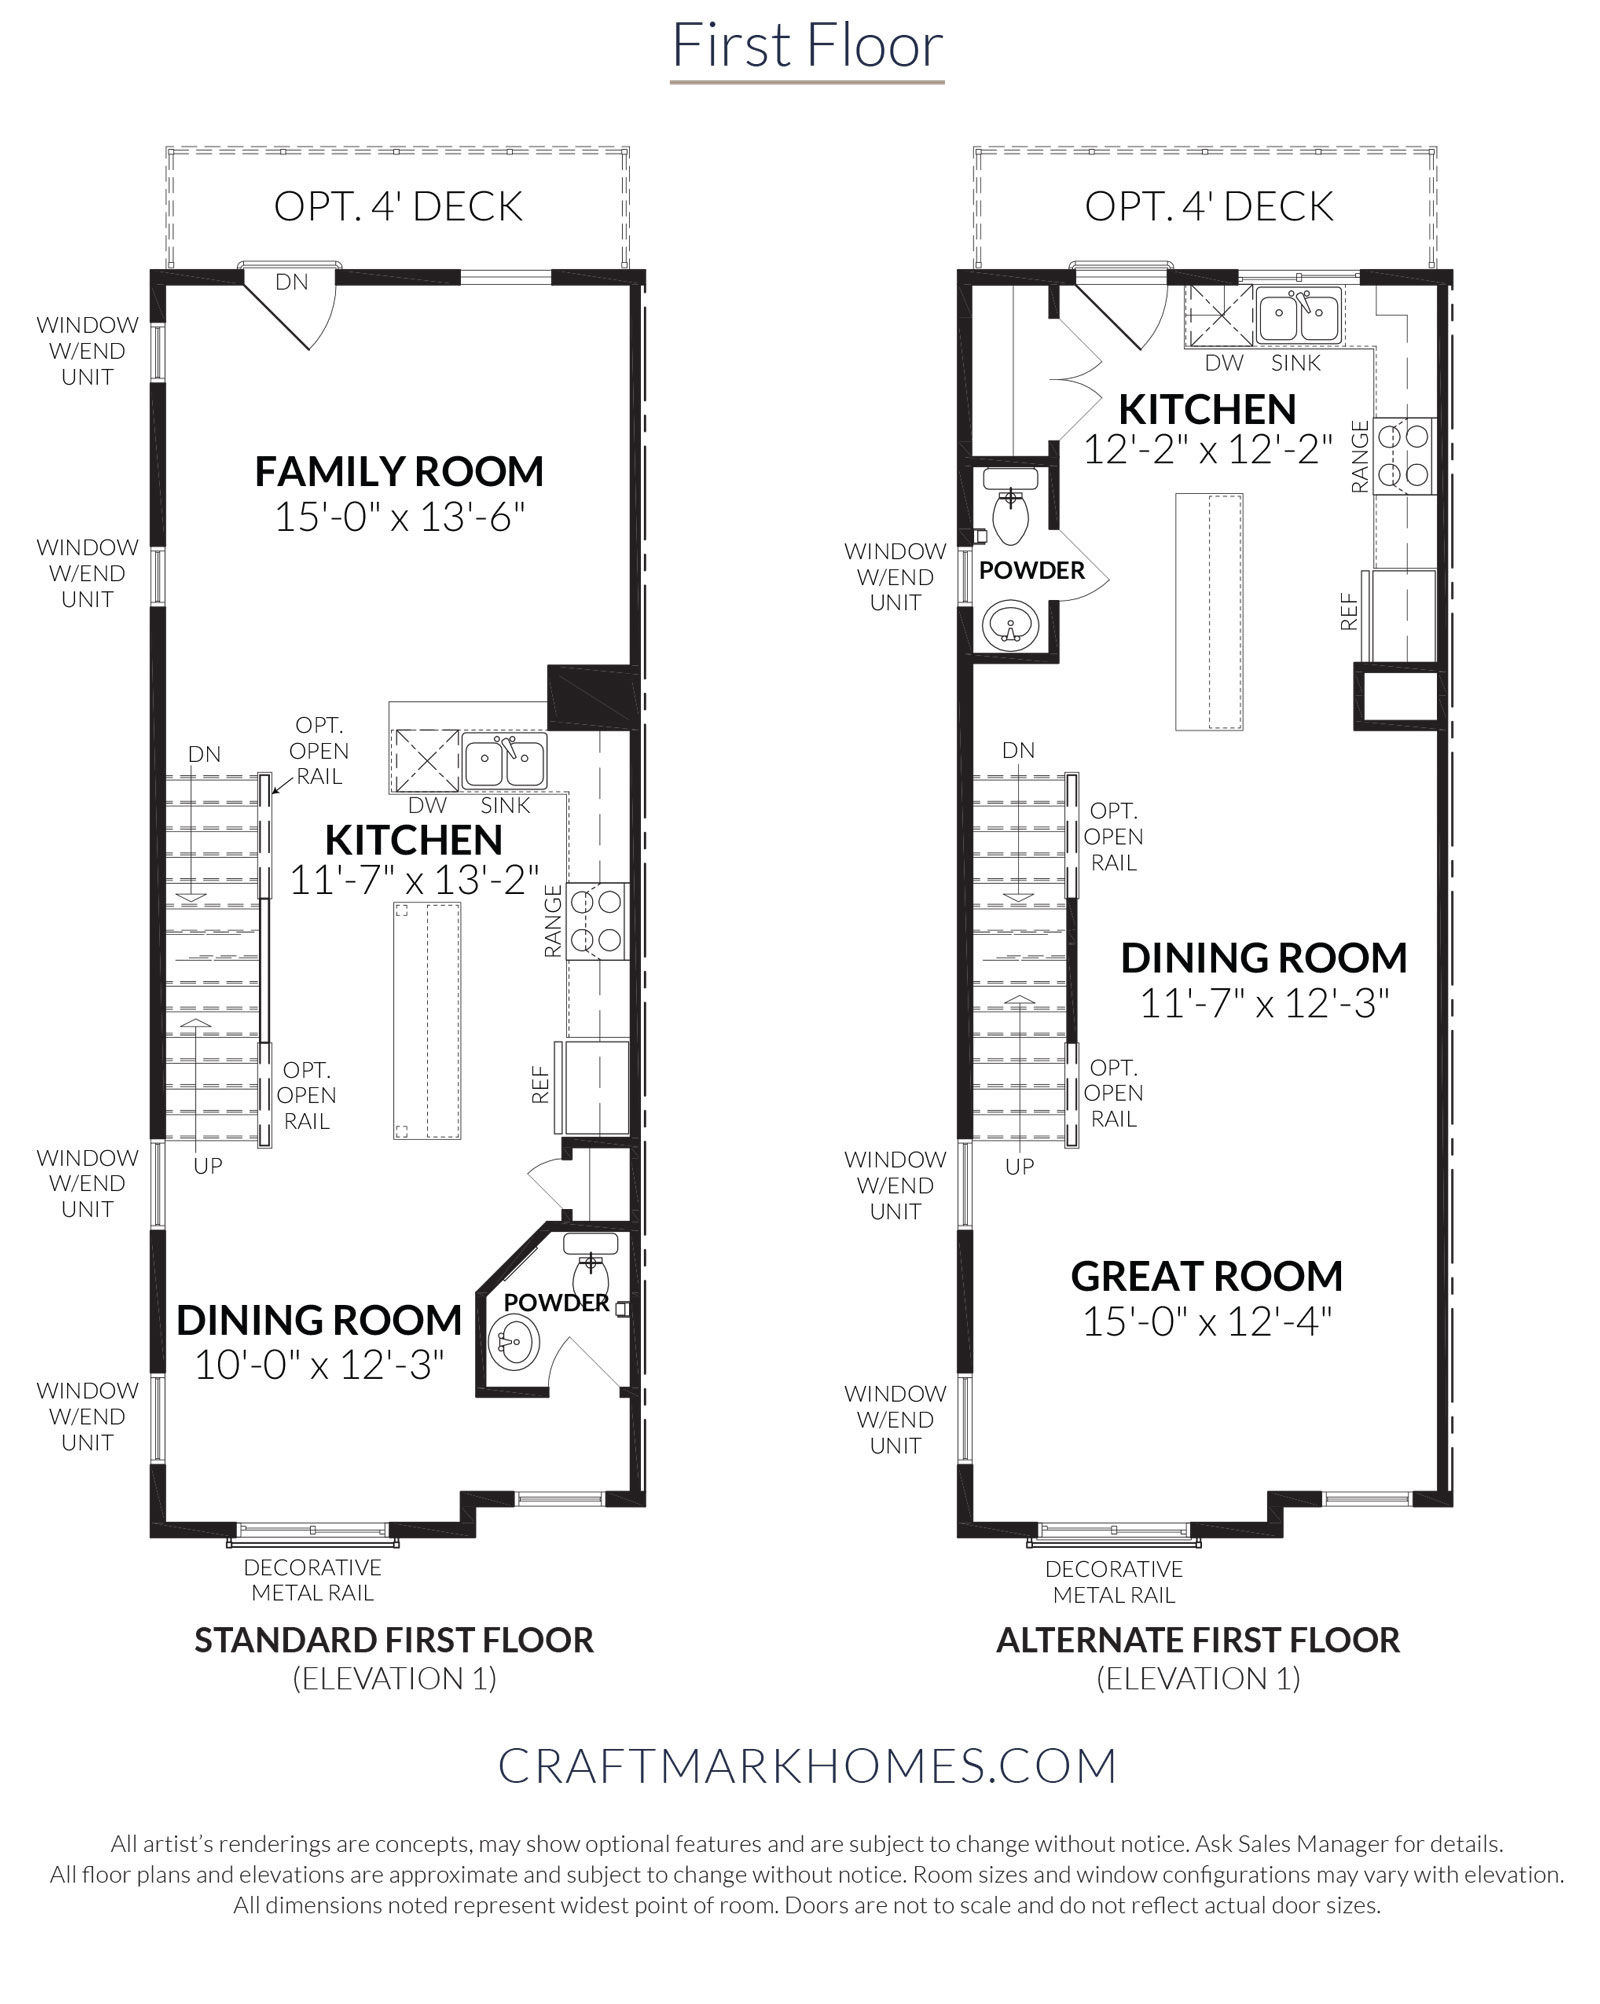 First Floor
OPT. 4' DECK
DN
WINDOW
W/END
UNIT
FAMILY ROOM
15'-0" x 13'-6"
WINDOW
W/END
UNIT
OPT.
OPEN
RAIL
DN
DW
SINK
KITCHEN
11'-7" x 13'-2"
RANGE
REF
OPT.
OPEN
RAIL
UP
WINDOW
W/END
UNIT
POWDER
DINING ROOM
10'-0" x 12'-3"
WINDOW
W/END
UNIT
DECORATIVE
METAL RAIL
STANDARD FIRST FLOOR
(ELEVATION 1)
OPT. 4' DECK
DW
SINK
KITCHEN
12'-2" x 12'-2"
RANGE
WINDOW
W/END
UNIT
POWDER
REF
DN
OPT.
OPEN
RAIL
DINING ROOM
11'-7" x 12'-3"
OPT.
OPEN
RAIL
UP
WINDOW
W/END
UNIT
GREAT ROOM
15'-0" x 12'-4"
WINDOW
W/END
UNIT
DECORATIVE
METAL RAIL
ALTERNATE FIRST FLOOR
(ELEVATION 1)
CRAFTMARKHOMES.COM
All artist’s renderings are concepts, may show optional features and are subject to change without notice. Ask Sales Manager for details.
All floor plans and elevations are approximate and subject to change without notice. Room sizes and window configurations may vary with elevation.
All dimensions noted represent widest point of room. Doors are not to scale and do not reflect actual door sizes.